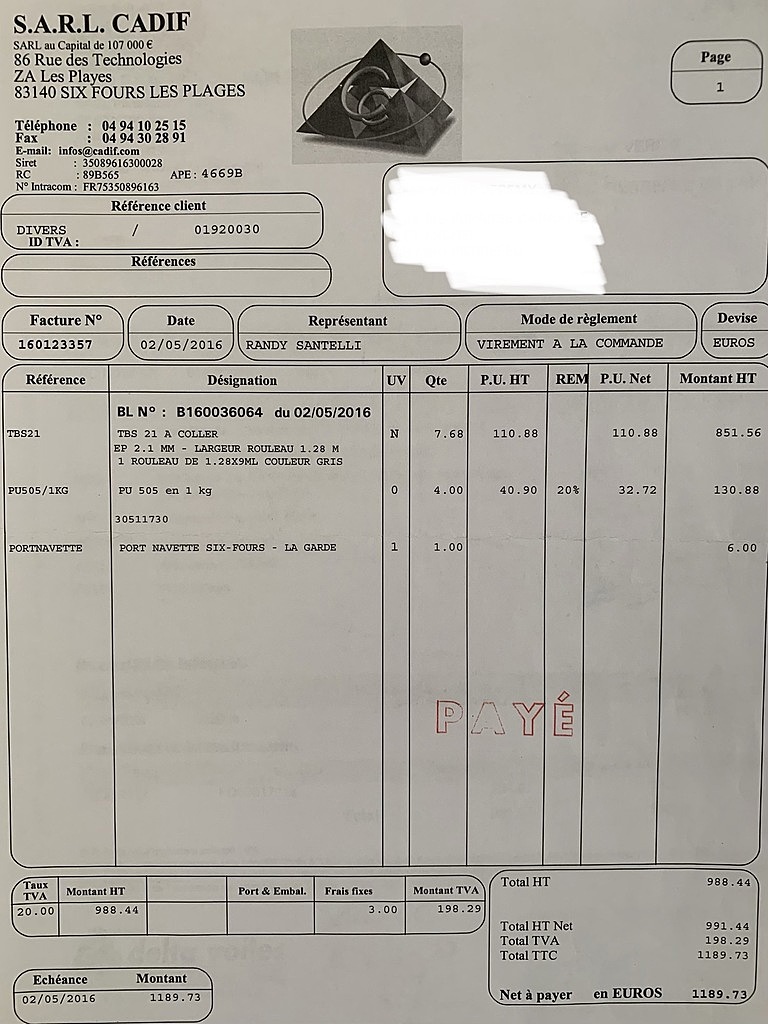 S.A.R.L. CADIF
SARL au Capital de 107 000 €
86 Rue des Technologies
ZA Les Playes
83140 SIX FOURS LES PLAGES
Téléphone : 04 94 10 25 15
Fax : 04 94 30 28 91
E-mail: infos@cadif.com
Siret : 35089616300028
RC : 89B565 APE : 4669B
N° Intracom : FR75350896163
Page
1
Référence client
DIVERS / 01920030
ID TVA :
Références
Facture N° Date Représentant Mode de règlement Devise
160123357 02/05/2016 RANDY SANTELLI VIREMENT A LA COMMANDE EUROS
Référence Désignation UV Qte P.U. HT REM P.U. Net Montant HT
BL N° : B160036064 du 02/05/2016
TBS21 TBS 21 A COLLER N 7.68 110.88 110.88 851.56
EP 2.1 MM - LARGEUR ROULEAU 1.28 M
1 ROULEAU DE 1.28X9ML COULEUR GRIS
PU505/1KG PU 505 en 1 kg 0 4.00 40.90 20% 32.72 130.88
30511730
PORTNAVETTE PORT NAVETTE SIX-FOURS - LA GARDE 1 1.00 6.00
PAYÉ
Taux TVA Montant HT Port & Embal. Frais fixes Montant TVA
20.00 988.44 3.00 198.29
Total HT 988.44
Total HT Net 991.44
Total TVA 198.29
Total TTC 1189.73
Net à payer en EUROS 1189.73
Echéance Montant
02/05/2016 1189.73